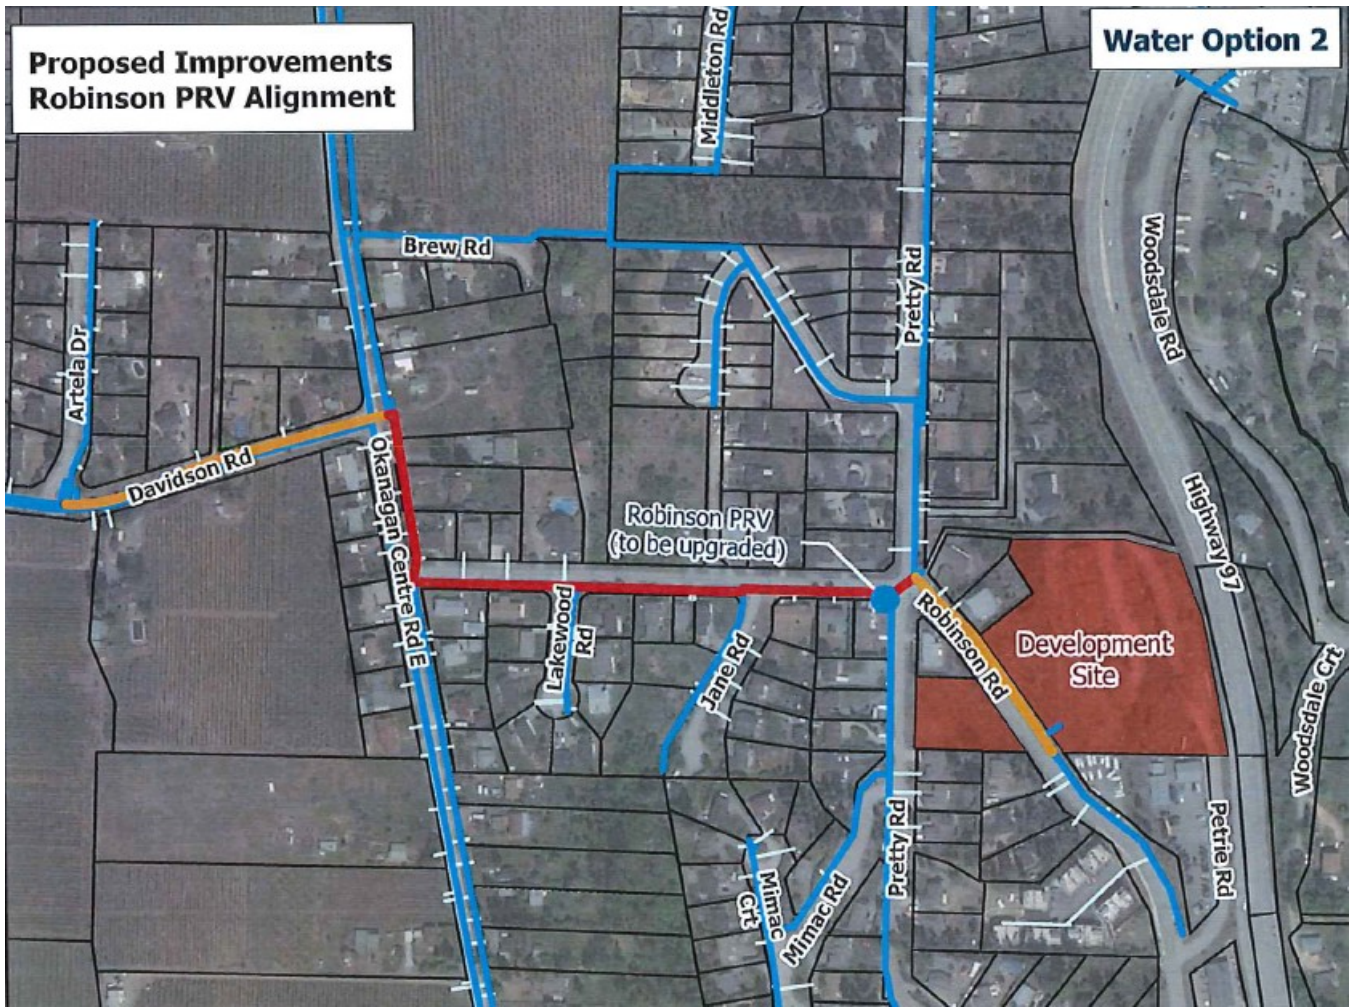 Proposed Improvements
Robinson PRV Alignment
Water Option 2
Middleton Rd
Brew Rd
Pretty Rd
Woodsdale Rd
Artela Dr
Davidson Rd
Okanagan Centre Rd E
Robinson PRV
(to be upgraded)
Highway 97
Lakewood
Rd
Jane Rd
Robinson Rd
Development
Site
Woodsdale Crt
Mimac
Crt
Mimac Rd
Pretty Rd
Petrie Rd